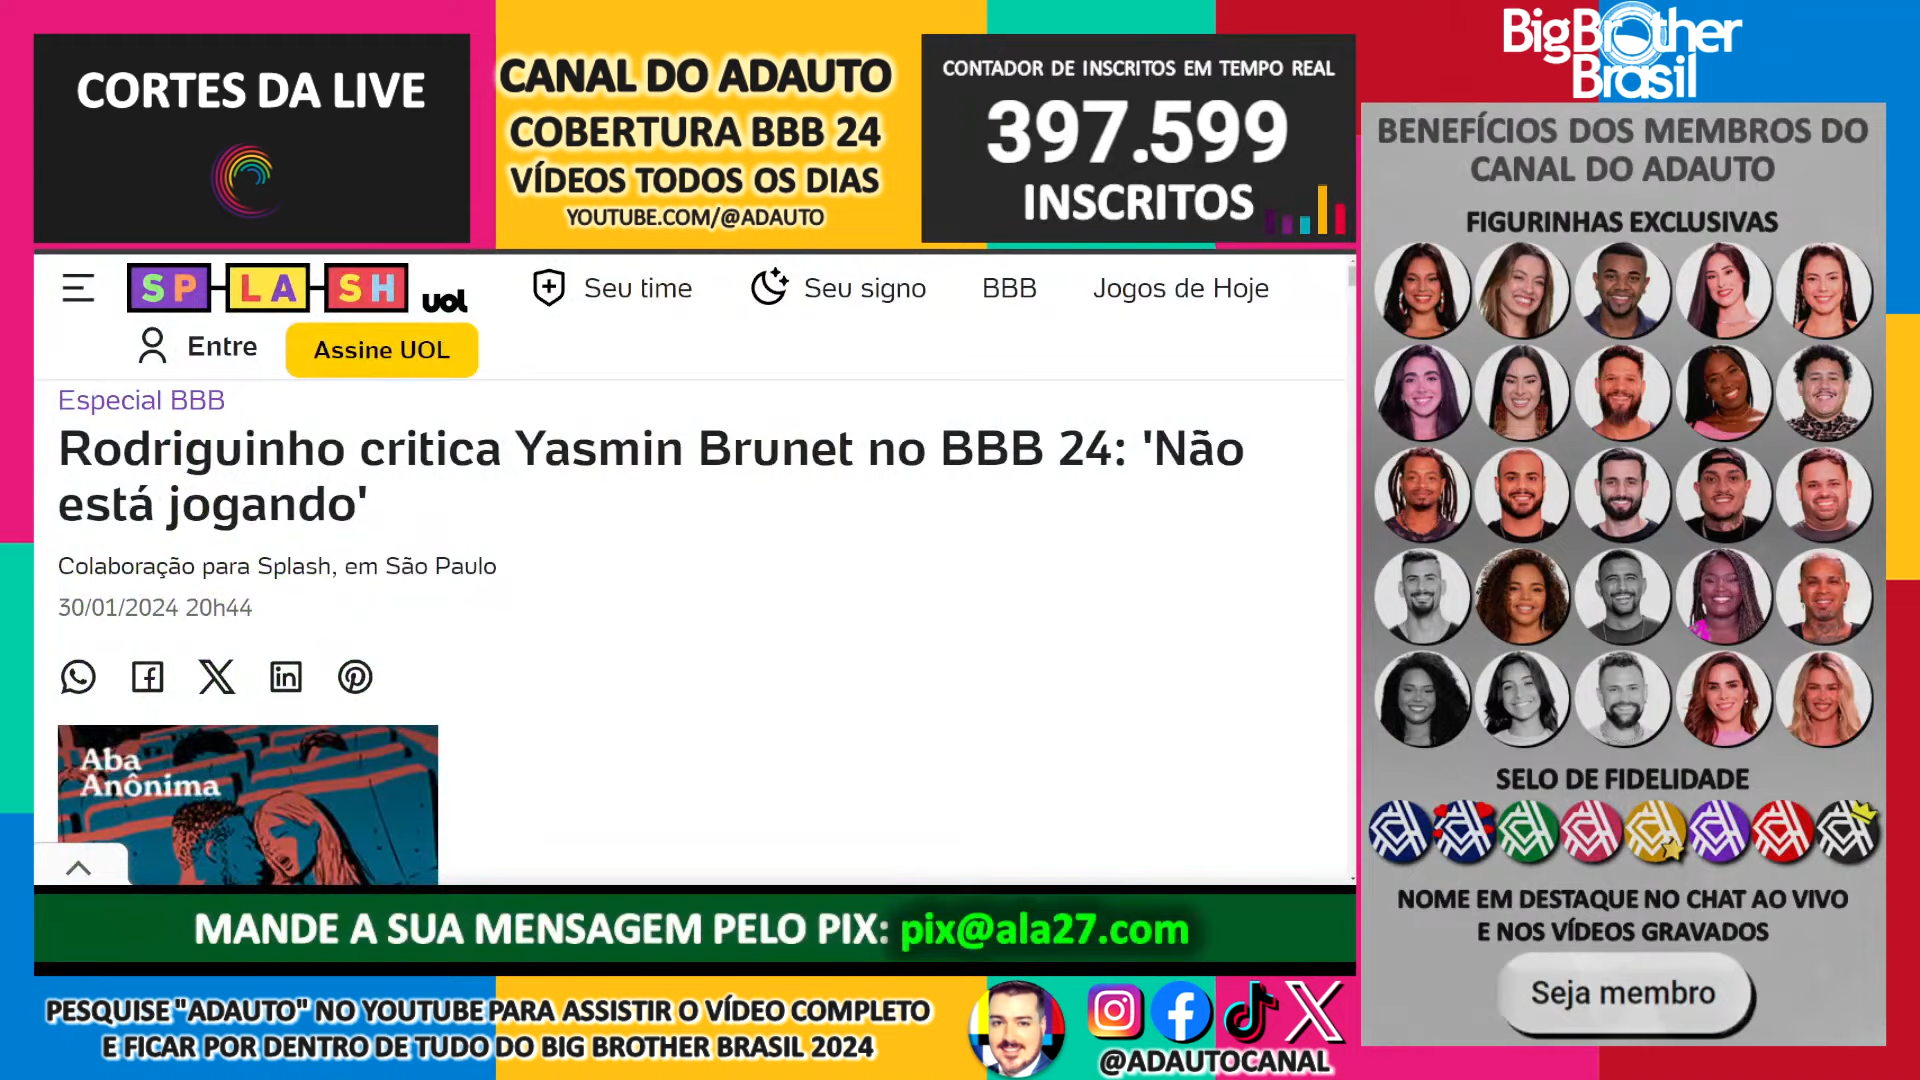 CORTES DA LIVE
CANAL DO ADAUTO
COBERTURA BBB 24
VÍDEOS TODOS OS DIAS
YOUTUBE.COM/@ADAUTO
CONTADOR DE INSCRITOS EM TEMPO REAL
397.599
INSCRITOS
BigBrother
Brasil
BENEFÍCIOS DOS MEMBROS DO
CANAL DO ADAUTO
FIGURINHAS EXCLUSIVAS
SPLASH uol
Seu time
Seu signo
BBB
Jogos de Hoje
Entre
Assine UOL
Especial BBB
Rodriguinho critica Yasmin Brunet no BBB 24: 'Não
está jogando'
Colaboração para Splash, em São Paulo
30/01/2024 20h44
Aba
Anônima
SELO DE FIDELIDADE
NOME EM DESTAQUE NO CHAT AO VIVO
E NOS VÍDEOS GRAVADOS
Seja membro
MANDE A SUA MENSAGEM PELO PIX: pix@ala27.com
PESQUISE "ADAUTO" NO YOUTUBE PARA ASSISTIR O VÍDEO COMPLETO
E FICAR POR DENTRO DE TUDO DO BIG BROTHER BRASIL 2024
@ADAUTOCANAL